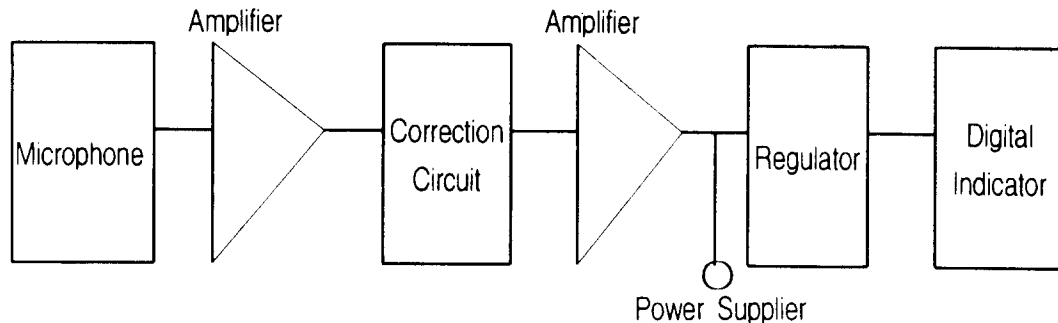 Amplifier
Amplifier
Microphone
Correction
Circuit
Regulator
Digital
Indicator
Power Supplier